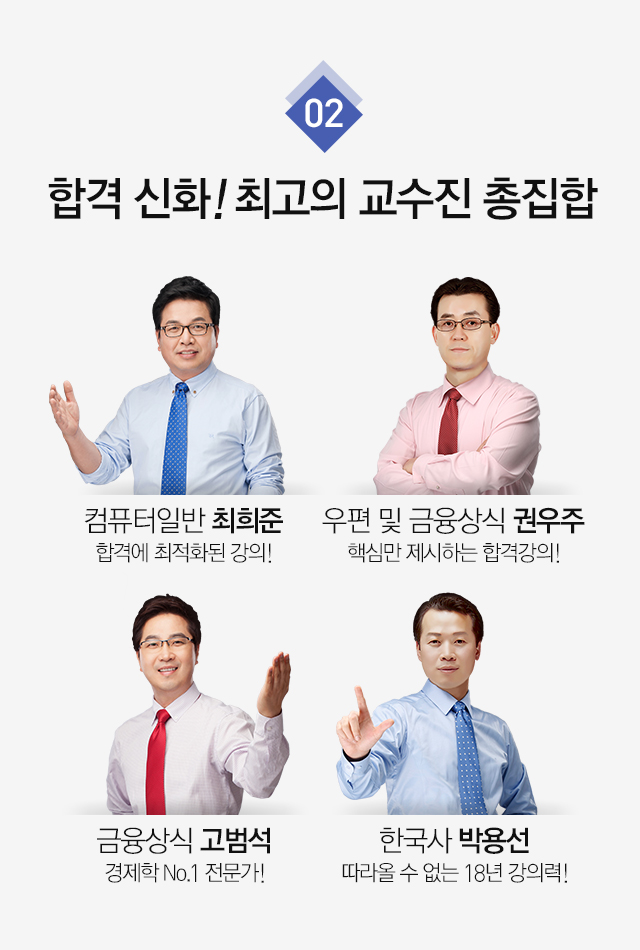 02
합격 신화! 최고의 교수진 총집합
컴퓨터일반 최희준
합격에 최적화된 강의!
우편 및 금융상식 권우주
핵심만 제시하는 합격강의!
금융상식 고범석
경제학 No.1 전문가!
한국사 박용선
따라올 수 없는 18년 강의력!